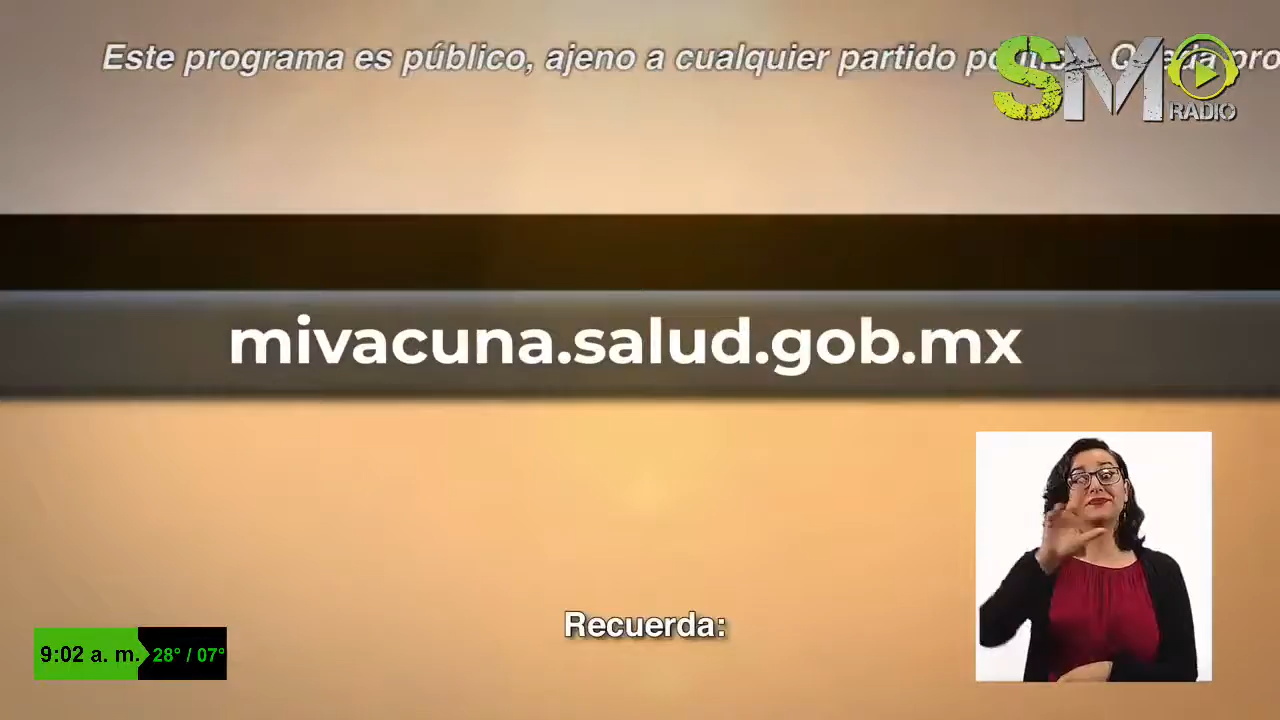 Este programa es público, ajeno a cualquier partido
SM
RADIO
mivacuna.salud.gob.mx
Recuerda:
9:02 a. m. 28° / 07°